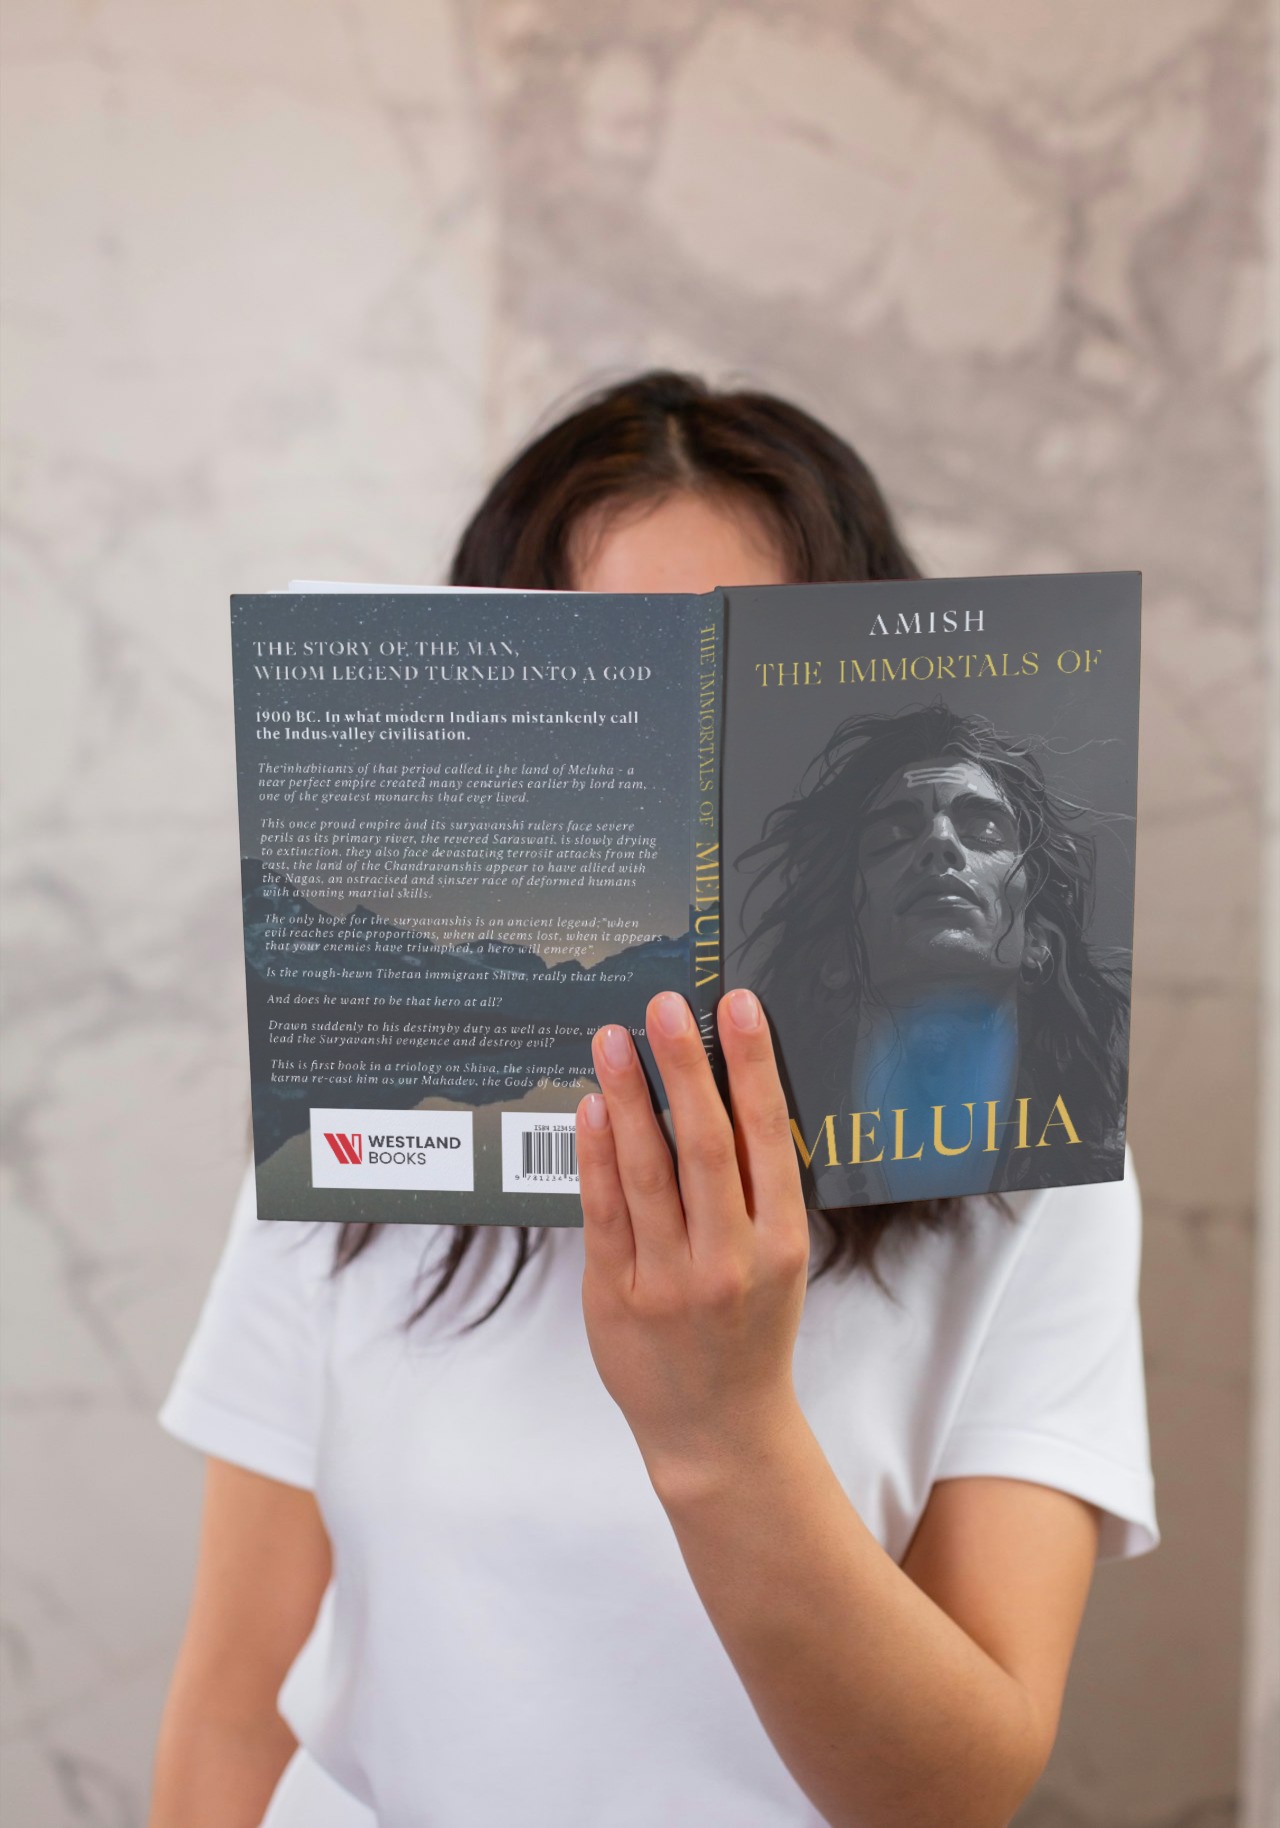 THE STORY OF THE MAN,
WHOM LEGEND TURNED INTO A GOD
1900 BC. In what modern Indians mistankenly call
the Indus valley civilisation.
The inhabitants of that period called it the land of Meluha - a
near perfect empire created many centuries earlier by lord ram,
one of the greatest monarchs that ever lived.
This once proud empire and its suryavanshi rulers face severe
perils as its primary river, the revered Saraswati, is slowly drying
to extinction. they also face devastating terrosit attacks from the
east, the land of the Chandravanshis appear to have allied with
the Nagas, an ostracised and sinster race of deformed humans
with astoning martial skills.
The only hope for the suryavanshis is an ancient legend;"when
evil reaches epic proportions, when all seems lost, when it appears
that your enemies have triumphed, a hero will emerge".
Is the rough-hewn Tibetan immigrant Shiva, really that hero?
And does he want to be that hero at all?
Drawn suddenly to his destinyby duty as well as love,
lead the Suryavanshi vengence and destroy evil?
This is first book in a triology on Shiva, the simple man
karma re-cast him as our Mahadev, the Gods of Gods.
WESTLAND
BOOKS
ISBN 123456
9 781234 56
THE IMMORTALS OF MELUHA AMISH
AMISH
THE IMMORTALS OF
MELUHA